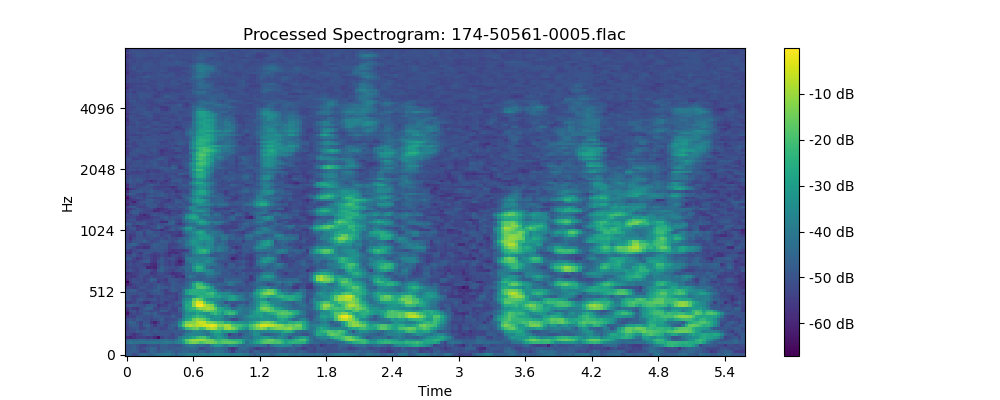 Processed Spectrogram: 174-50561-0005.flac
Hz
4096
2048
1024
512
0
0 0.6 1.2 1.8 2.4 3 3.6 4.2 4.8 5.4
Time
-10 dB
-20 dB
-30 dB
-40 dB
-50 dB
-60 dB